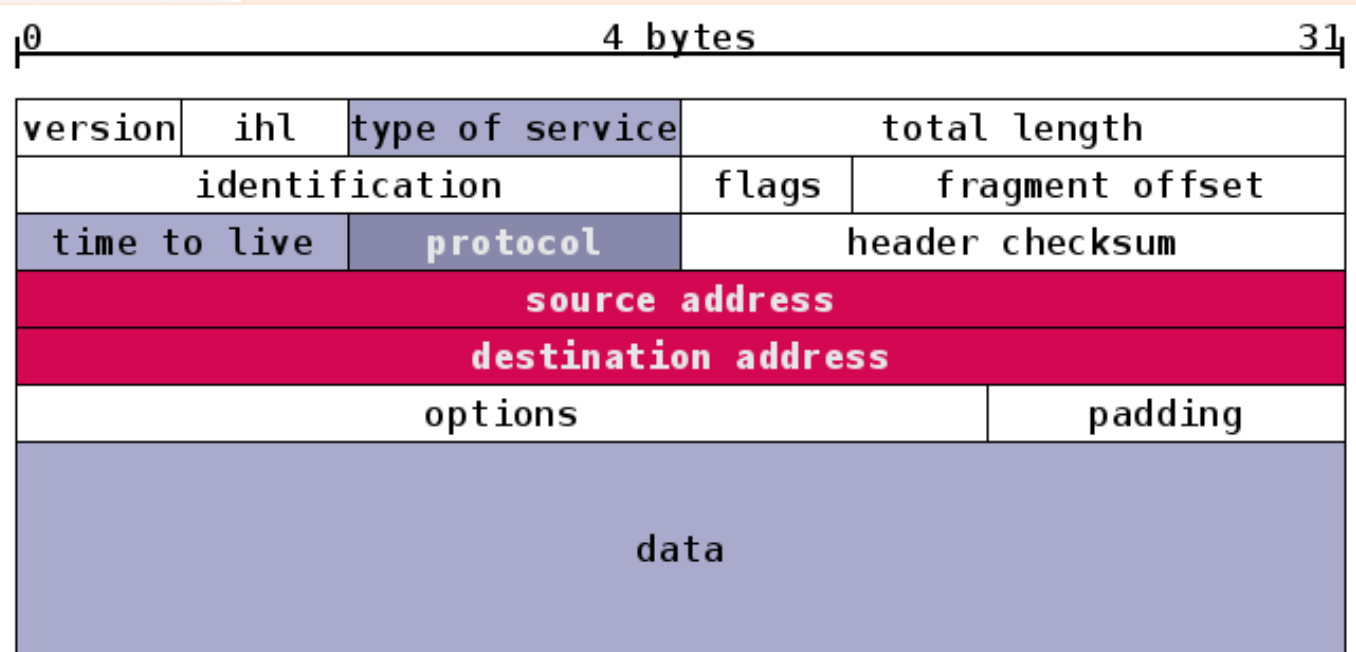 0 4 bytes 31
version ihl type of service total length
identification flags fragment offset
time to live protocol header checksum
source address
destination address
options padding
data